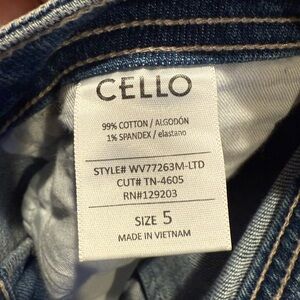 CELLO
99% COTTON / ALGODÓN
1% SPANDEX / elastano
STYLE# WV77263M-LTD
CUT# TN-4605
RN#129203
SIZE 5
MADE IN VIETNAM